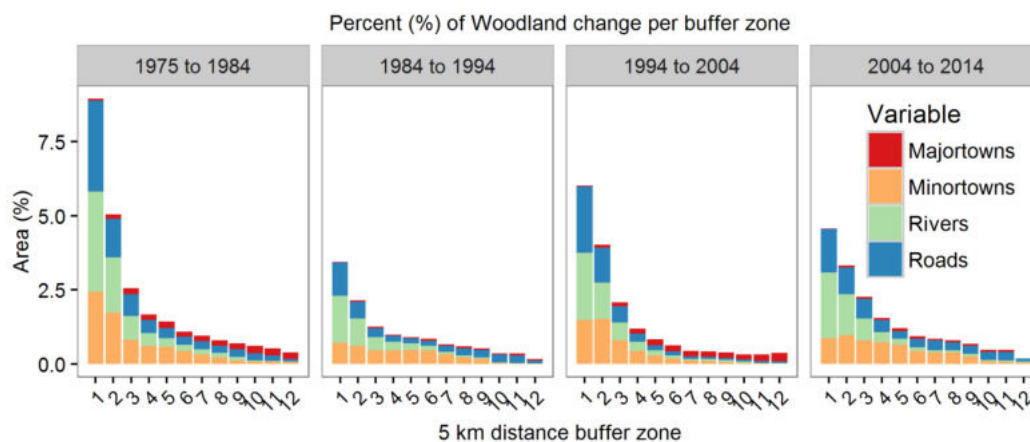 Percent (%) of Woodland change per buffer zone
1975 to 1984 1984 to 1994 1994 to 2004 2004 to 2014
Variable
Majortowns
Minortowns
Rivers
Roads
Area (%)
7.5
5.0
2.5
0.0
1 2 3 4 5 6 7 8 9 10 11 12 1 2 3 4 5 6 7 8 9 10 11 12 1 2 3 4 5 6 7 8 9 10 11 12 1 2 3 4 5 6 7 8 9 10 11 12
5 km distance buffer zone